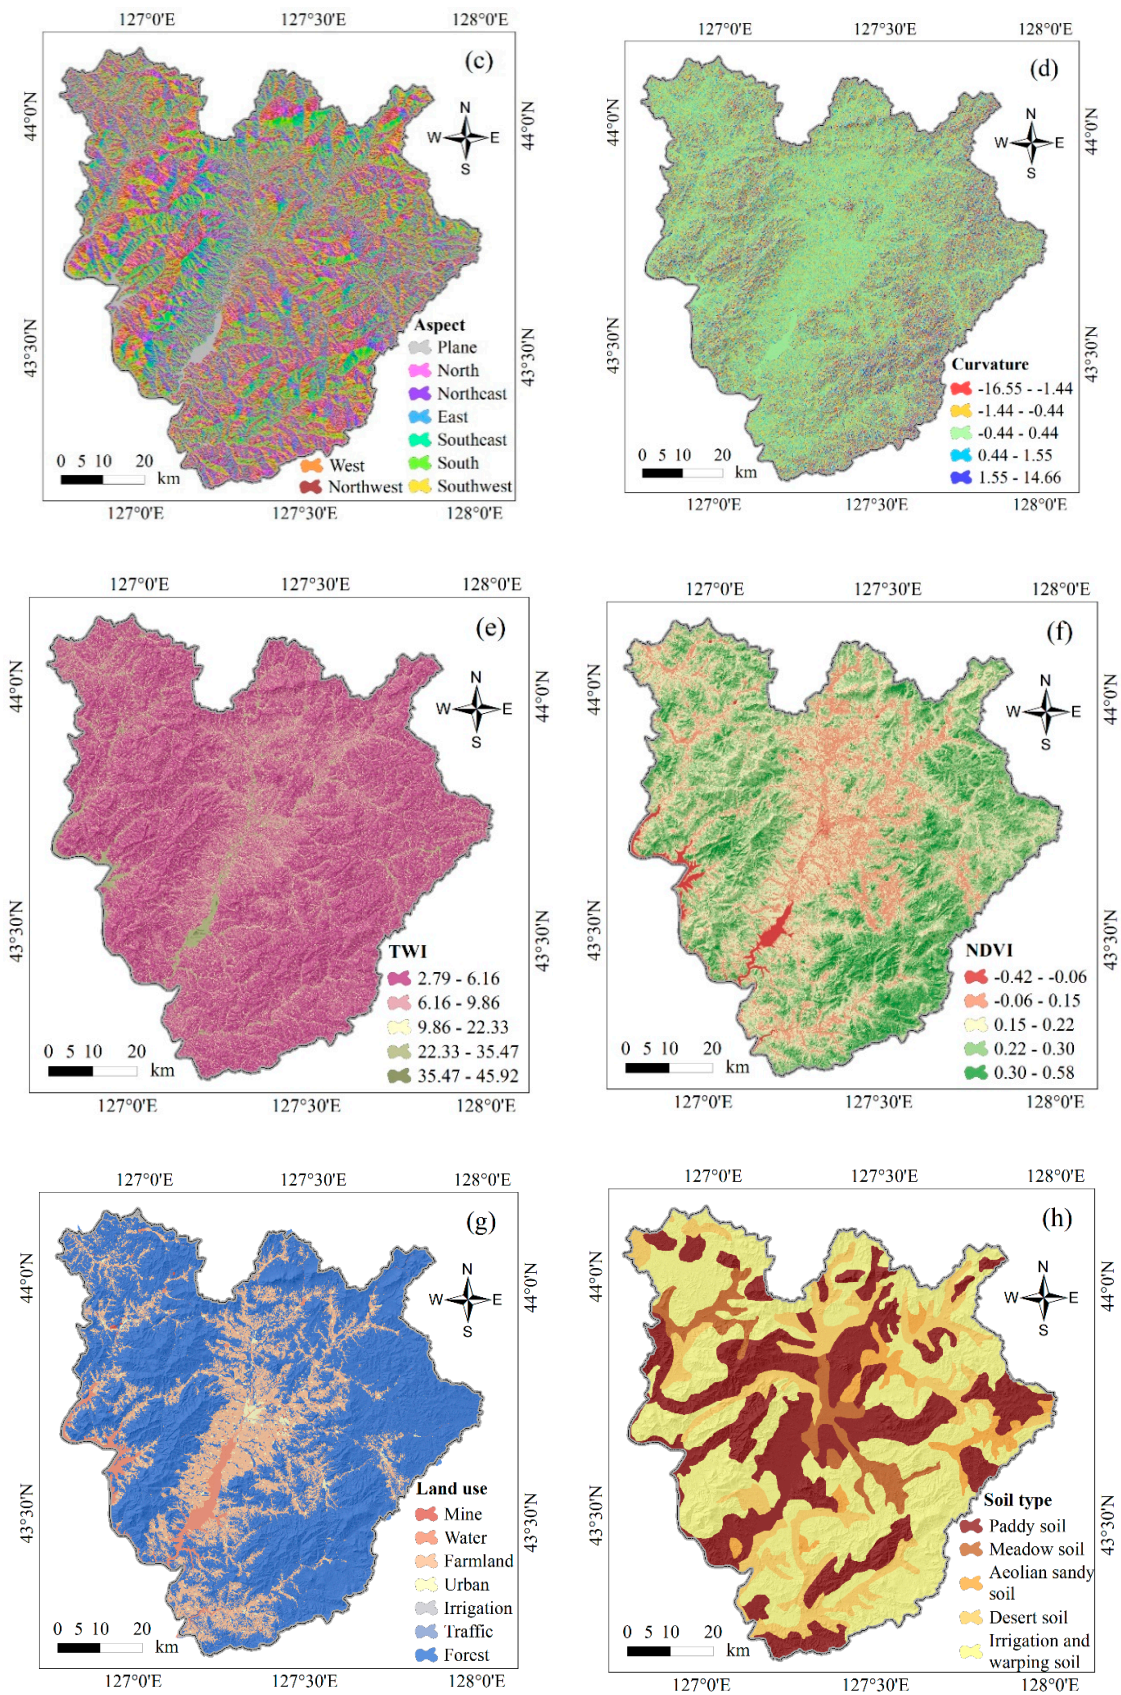 127°0'E 127°30'E 128°0'E
(c)
44°0'N 44°0'N
N
W E
S
43°30'N 43°30'N
Aspect
Plane
North
Northeast
East
Southeast
South
Southwest
West
Northwest
0 5 10 20
km
127°0'E 127°30'E 128°0'E
127°0'E 127°30'E 128°0'E
(d)
44°0'N 44°0'N
N
W E
S
43°30'N 43°30'N
Curvature
-16.55 - -1.44
-1.44 - -0.44
-0.44 - 0.44
0.44 - 1.55
1.55 - 14.66
0 5 10 20
km
127°0'E 127°30'E 128°0'E
127°0'E 127°30'E 128°0'E
(e)
44°0'N 44°0'N
N
W E
S
43°30'N 43°30'N
TWI
2.79 - 6.16
6.16 - 9.86
9.86 - 22.33
22.33 - 35.47
35.47 - 45.92
0 5 10 20
km
127°0'E 127°30'E 128°0'E
127°0'E 127°30'E 128°0'E
(f)
44°0'N 44°0'N
N
W E
S
43°30'N 43°30'N
NDVI
-0.42 - -0.06
-0.06 - 0.15
0.15 - 0.22
0.22 - 0.30
0.30 - 0.58
0 5 10 20
km
127°0'E 127°30'E 128°0'E
127°0'E 127°30'E 128°0'E
(g)
44°0'N 44°0'N
N
W E
S
43°30'N 43°30'N
Land use
Mine
Water
Farmland
Urban
Irrigation
Traffic
Forest
0 5 10 20
km
127°0'E 127°30'E 128°0'E
127°0'E 127°30'E 128°0'E
(h)
44°0'N 44°0'N
N
W E
S
43°30'N 43°30'N
Soil type
Paddy soil
Meadow soil
Aeolian sandy
soil
Desert soil
Irrigation and
warping soil
0 5 10 20
km
127°0'E 127°30'E 128°0'E